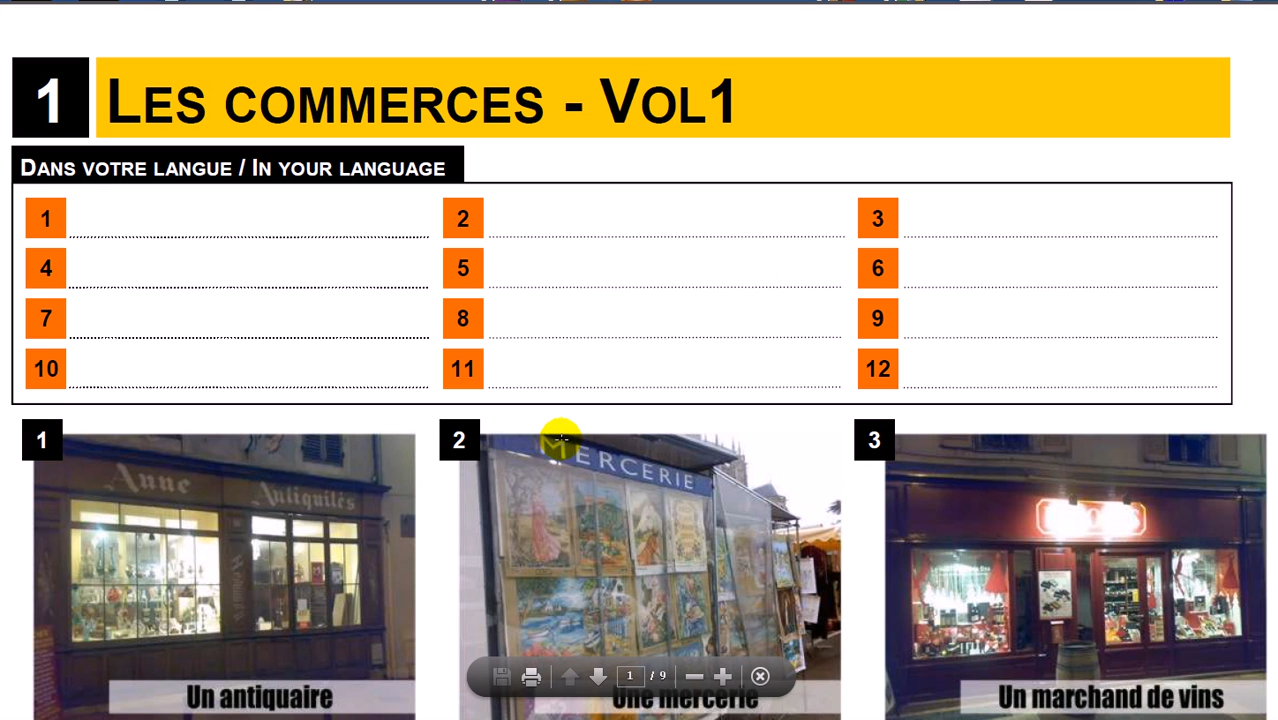 1 LES COMMERCES - VOL1
DANS VOTRE LANGUE / IN YOUR LANGUAGE
1 2 3
4 5 6
7 8 9
10 11 12
1 2 3
Anne Antiquités
MERCERIE
1 / 9
Un antiquaire
Une mercerie
Un marchand de vins